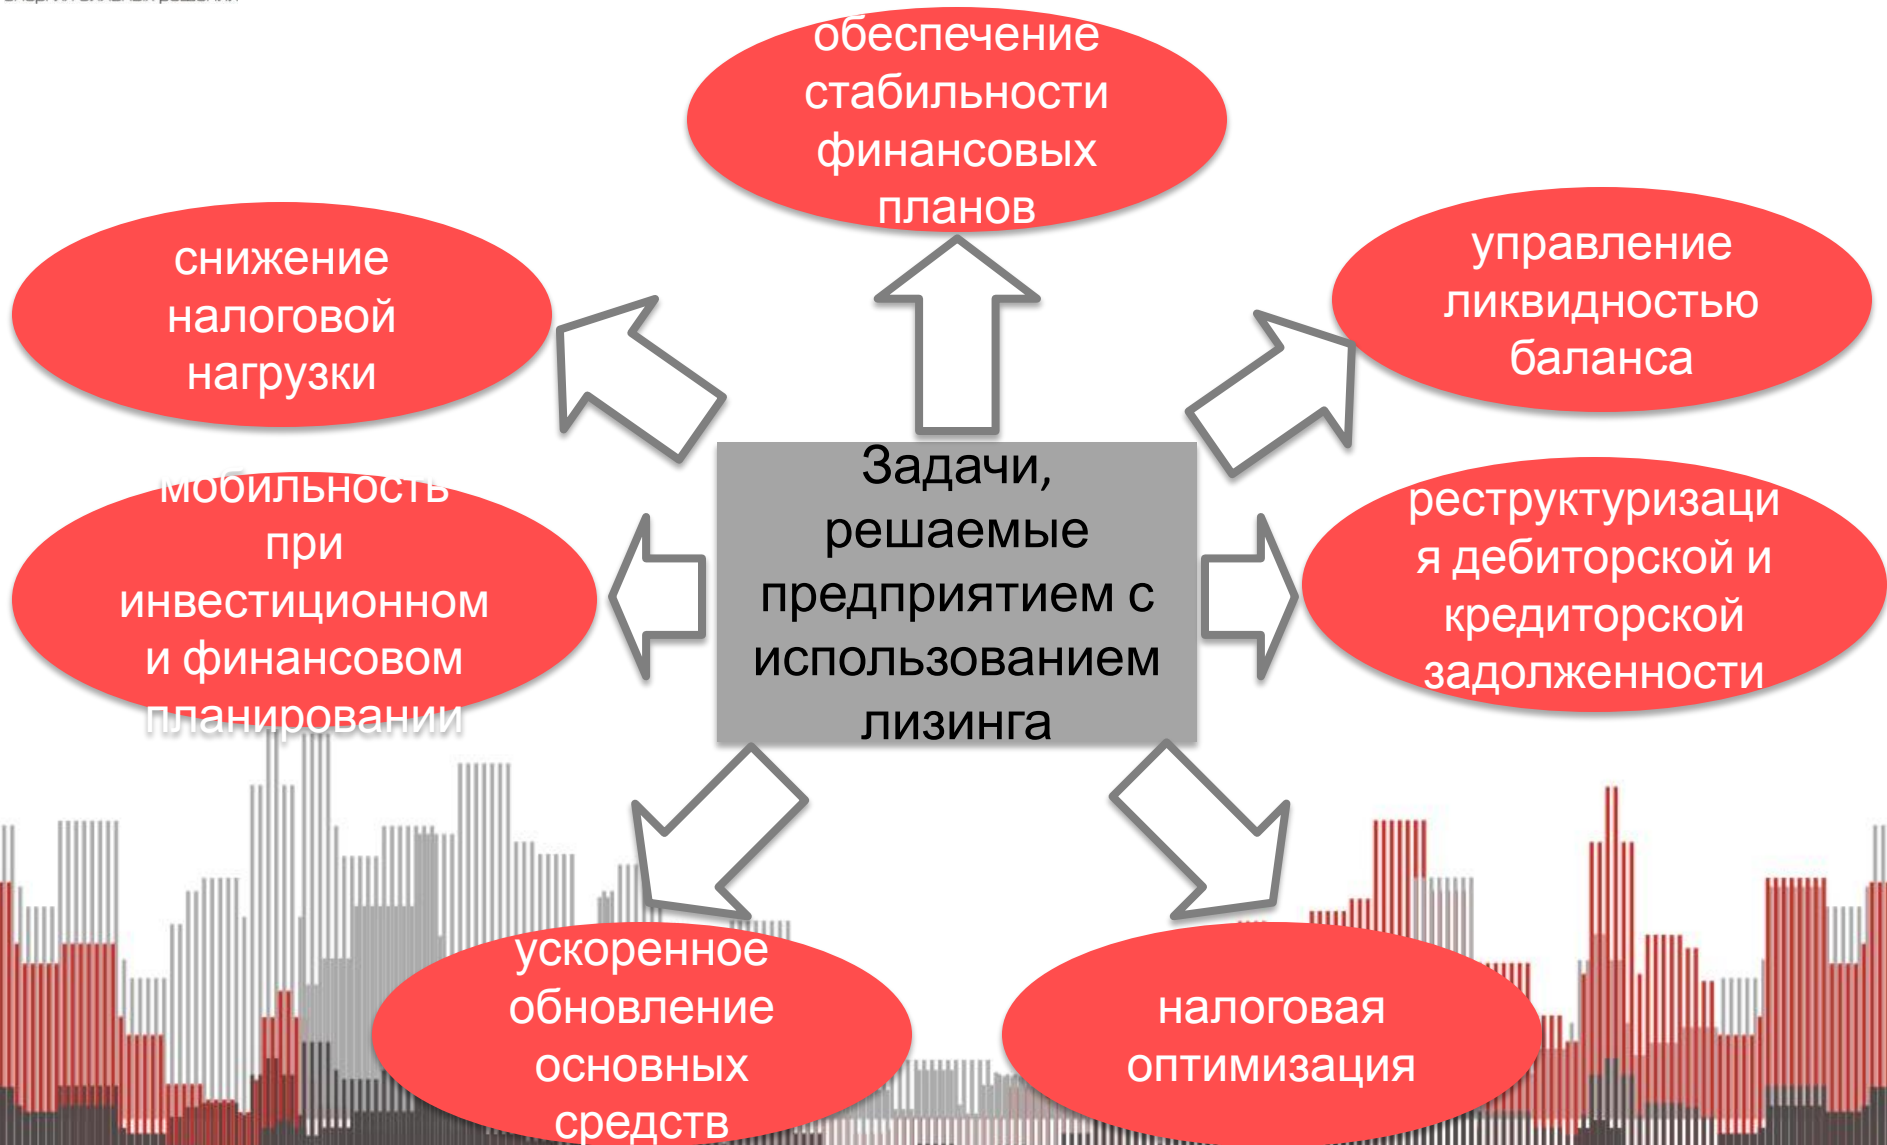 обеспечение
стабильности
финансовых
планов
снижение
налоговой
нагрузки
управление
ликвидностью
баланса
Задачи,
решаемые
предприятием с
использованием
лизинга
мобильность
при
инвестиционном
и финансовом
планировании
реструктуризаци
я дебиторской и
кредиторской
задолженности
ускоренное
обновление
основных
средств
налоговая
оптимизация